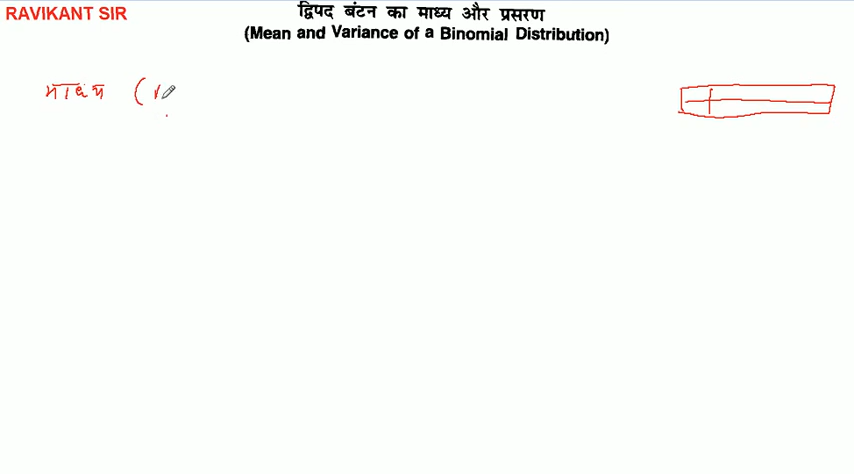 RAVIKANT SIR
द्विपद बंटन का माध्य और प्रसरण
(Mean and Variance of a Binomial Distribution)
माध्य (